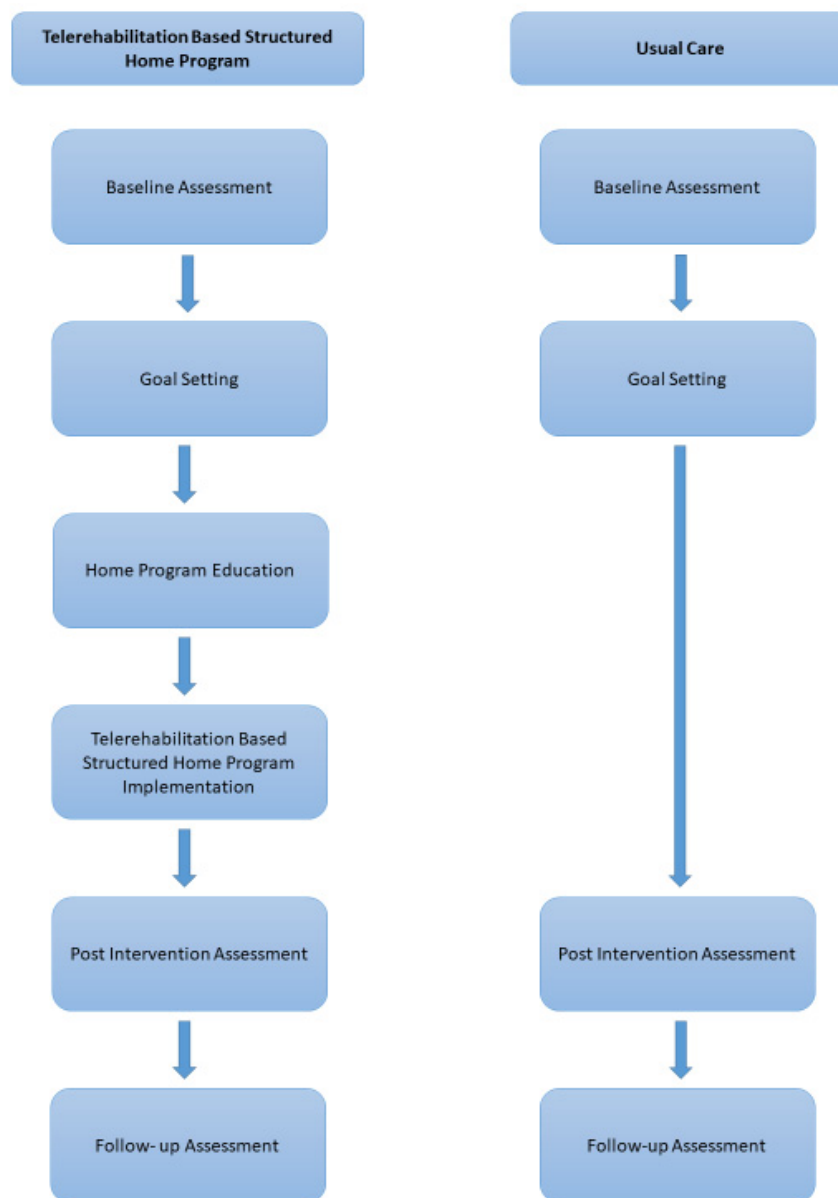 Telerehabilitation Based Structured
Home Program
Usual Care
Baseline Assessment
Baseline Assessment
Goal Setting
Goal Setting
Home Program Education
Telerehabilitation Based
Structured Home Program
Implementation
Post Intervention Assessment
Post Intervention Assessment
Follow- up Assessment
Follow-up Assessment